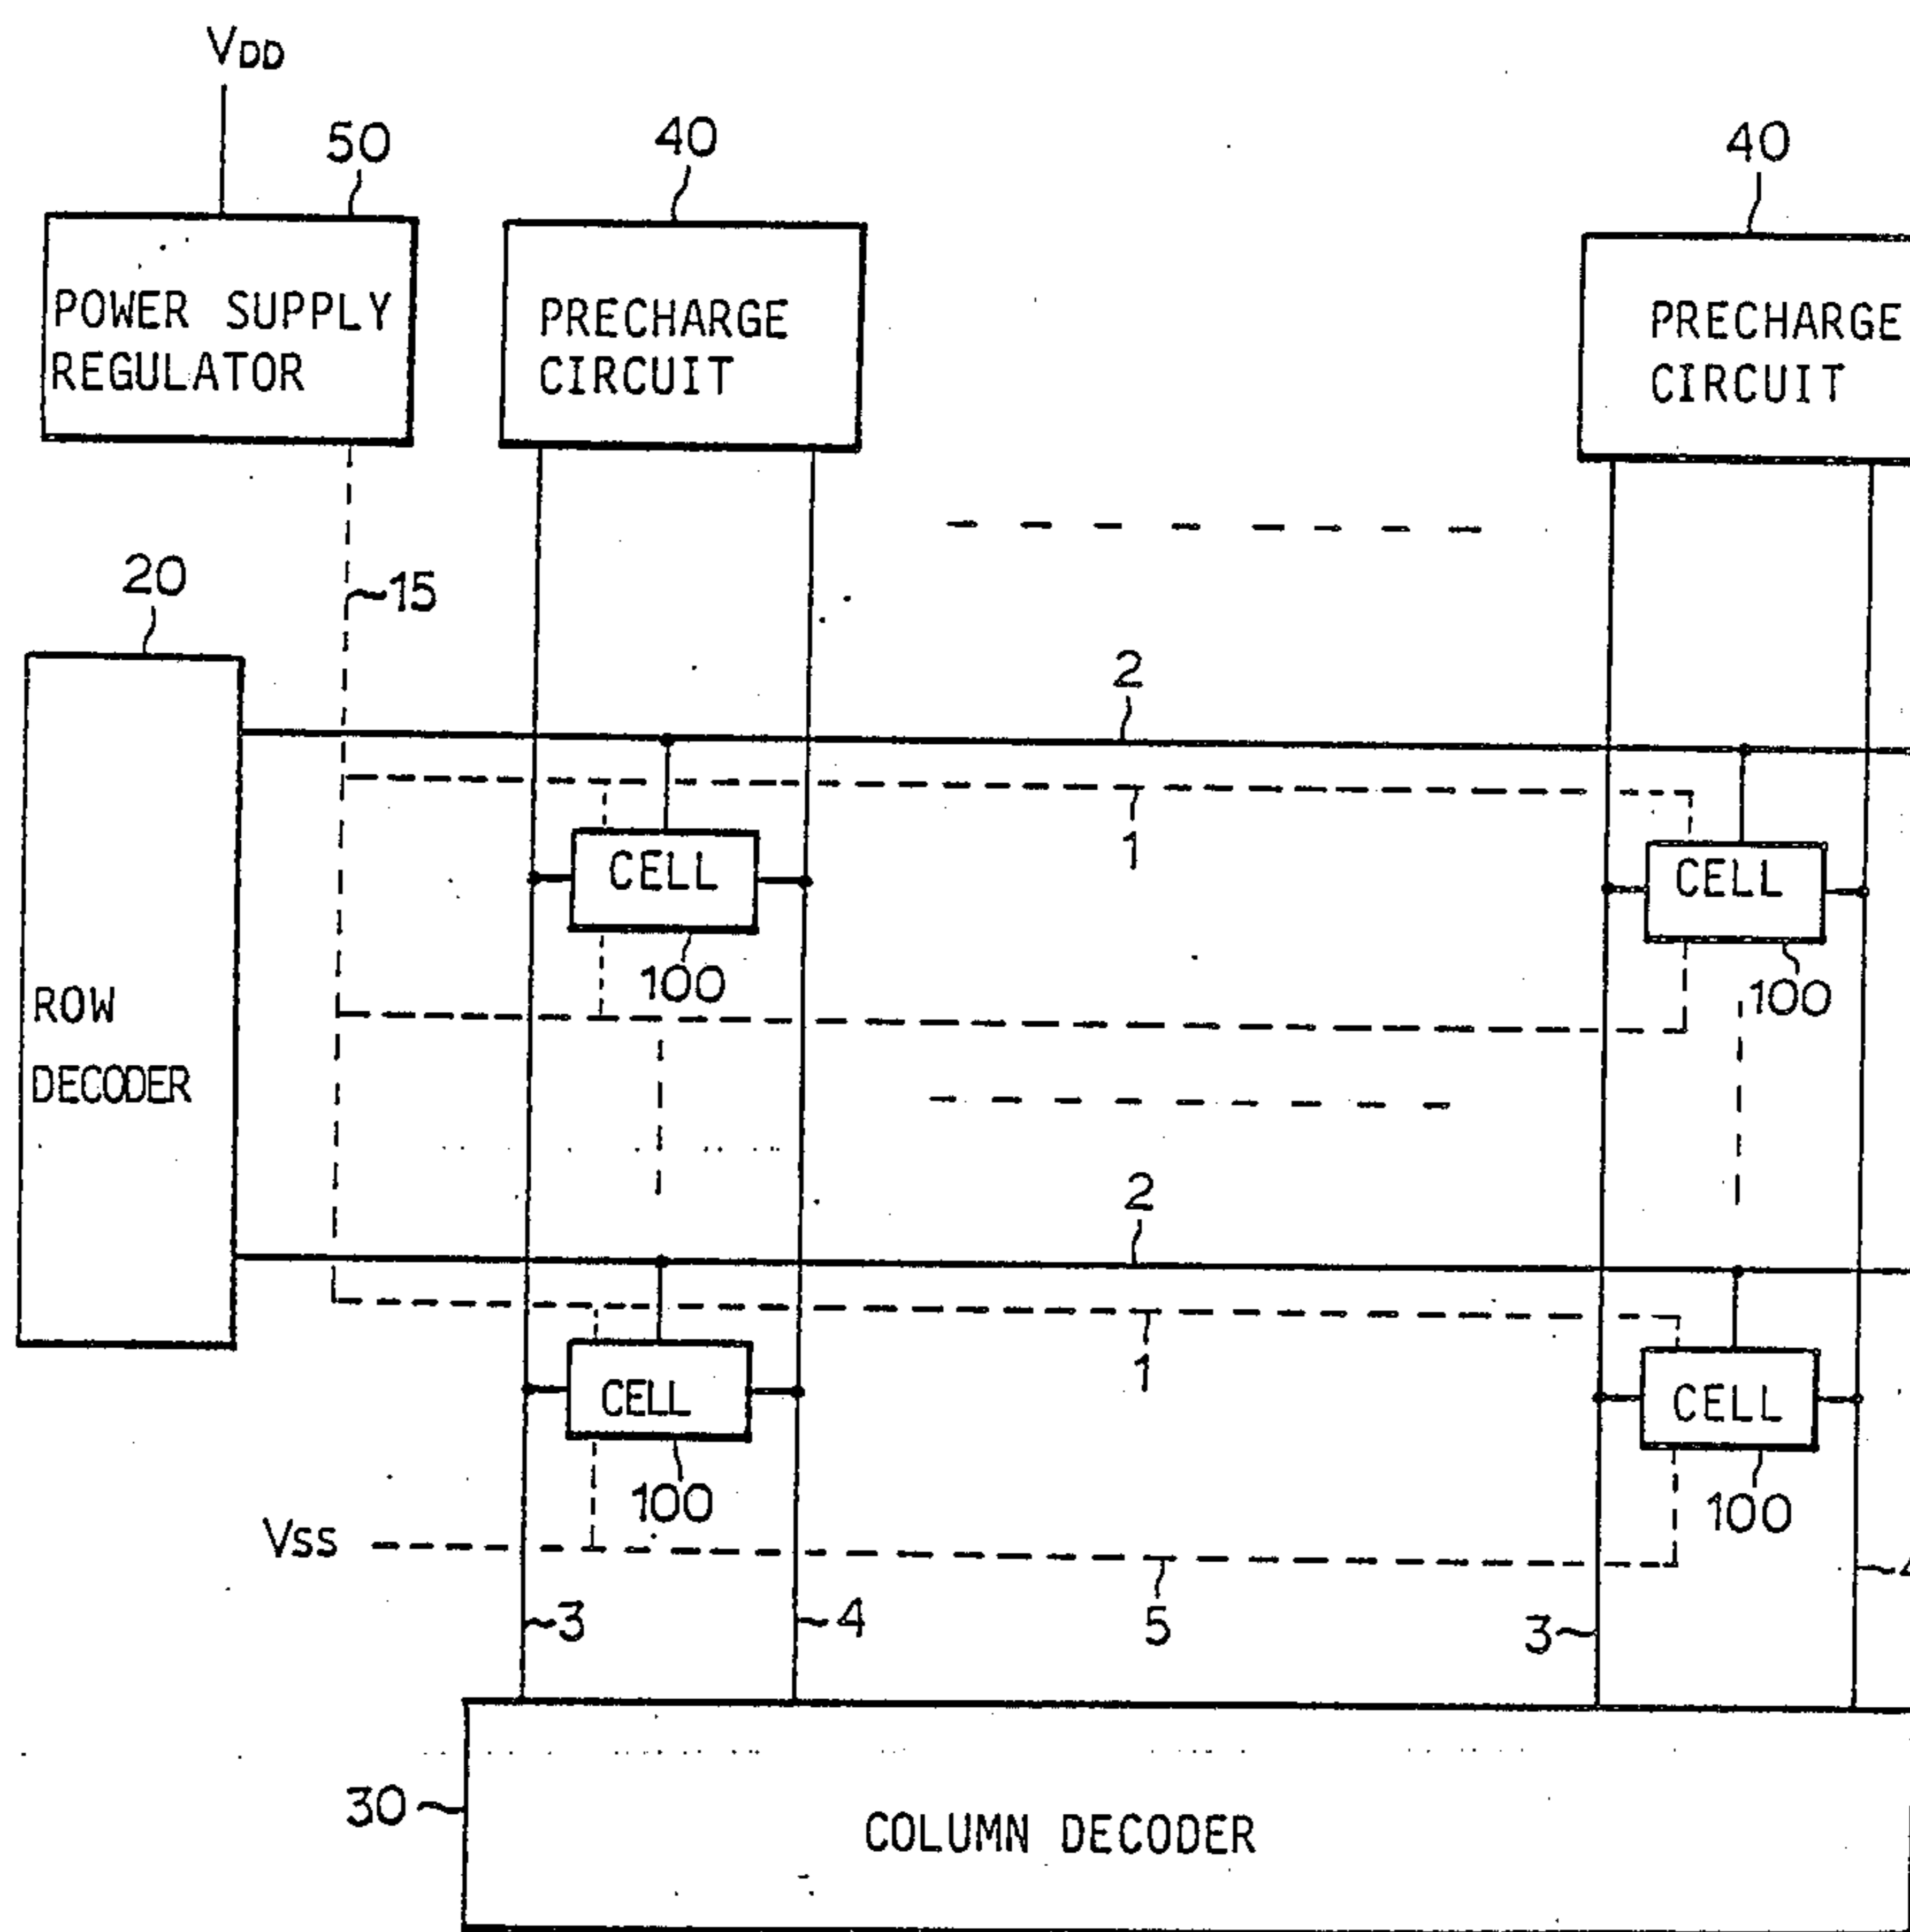 VDD
50
40
40
POWER SUPPLY
REGULATOR
PRECHARGE
CIRCUIT
PRECHARGE
CIRCUIT
20
15
2
1
CELL
CELL
100
100
ROW
DECODER
2
1
CELL
CELL
100
100
VSS
5
3
4
3
30
COLUMN DECODER